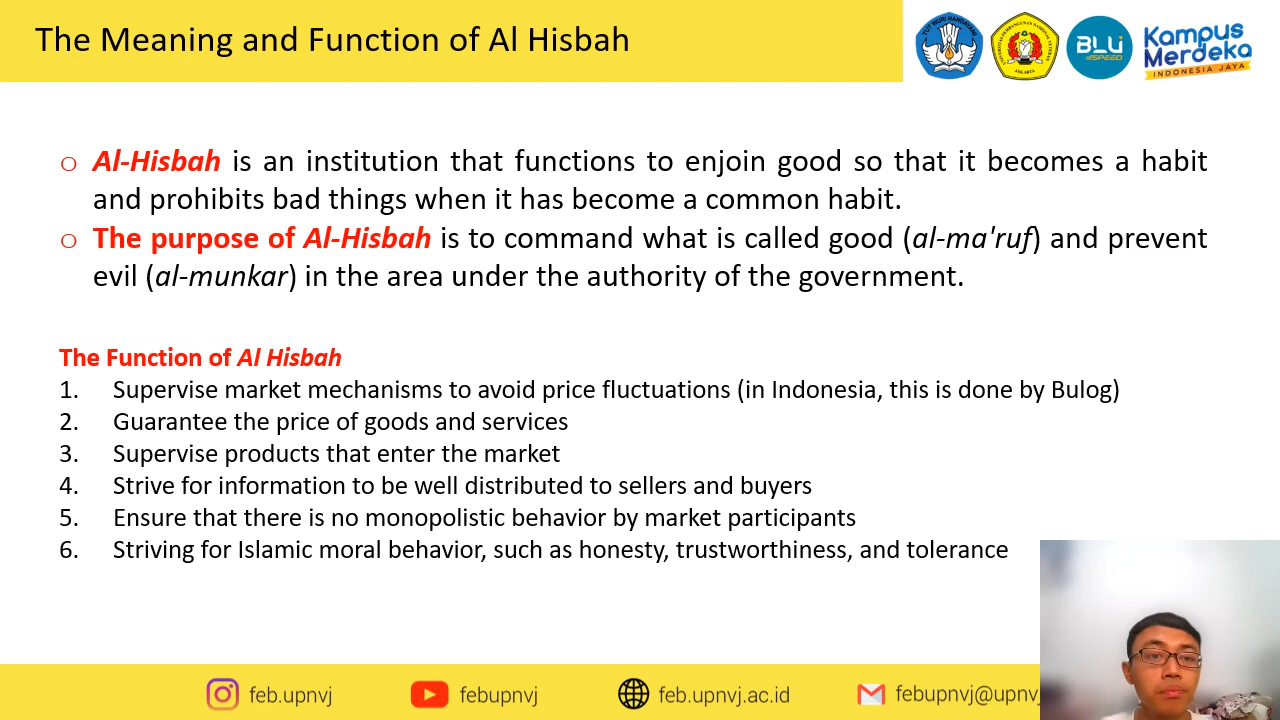 The Meaning and Function of Al Hisbah
TUT WURI HANDAYANI
JAKARTA
BLU
SPEED
Kampus
Merdeka
INDONESIA JAYA
Al-Hisbah is an institution that functions to enjoin good so that it becomes a habit
and prohibits bad things when it has become a common habit.
The purpose of Al-Hisbah is to command what is called good (al-ma'ruf) and prevent
evil (al-munkar) in the area under the authority of the government.
The Function of Al Hisbah
1. Supervise market mechanisms to avoid price fluctuations (in Indonesia, this is done by Bulog)
2. Guarantee the price of goods and services
3. Supervise products that enter the market
4. Strive for information to be well distributed to sellers and buyers
5. Ensure that there is no monopolistic behavior by market participants
6. Striving for Islamic moral behavior, such as honesty, trustworthiness, and tolerance
feb.upnvj
febupnvj
feb.upnvj.ac.id
febupnvj@upnvj